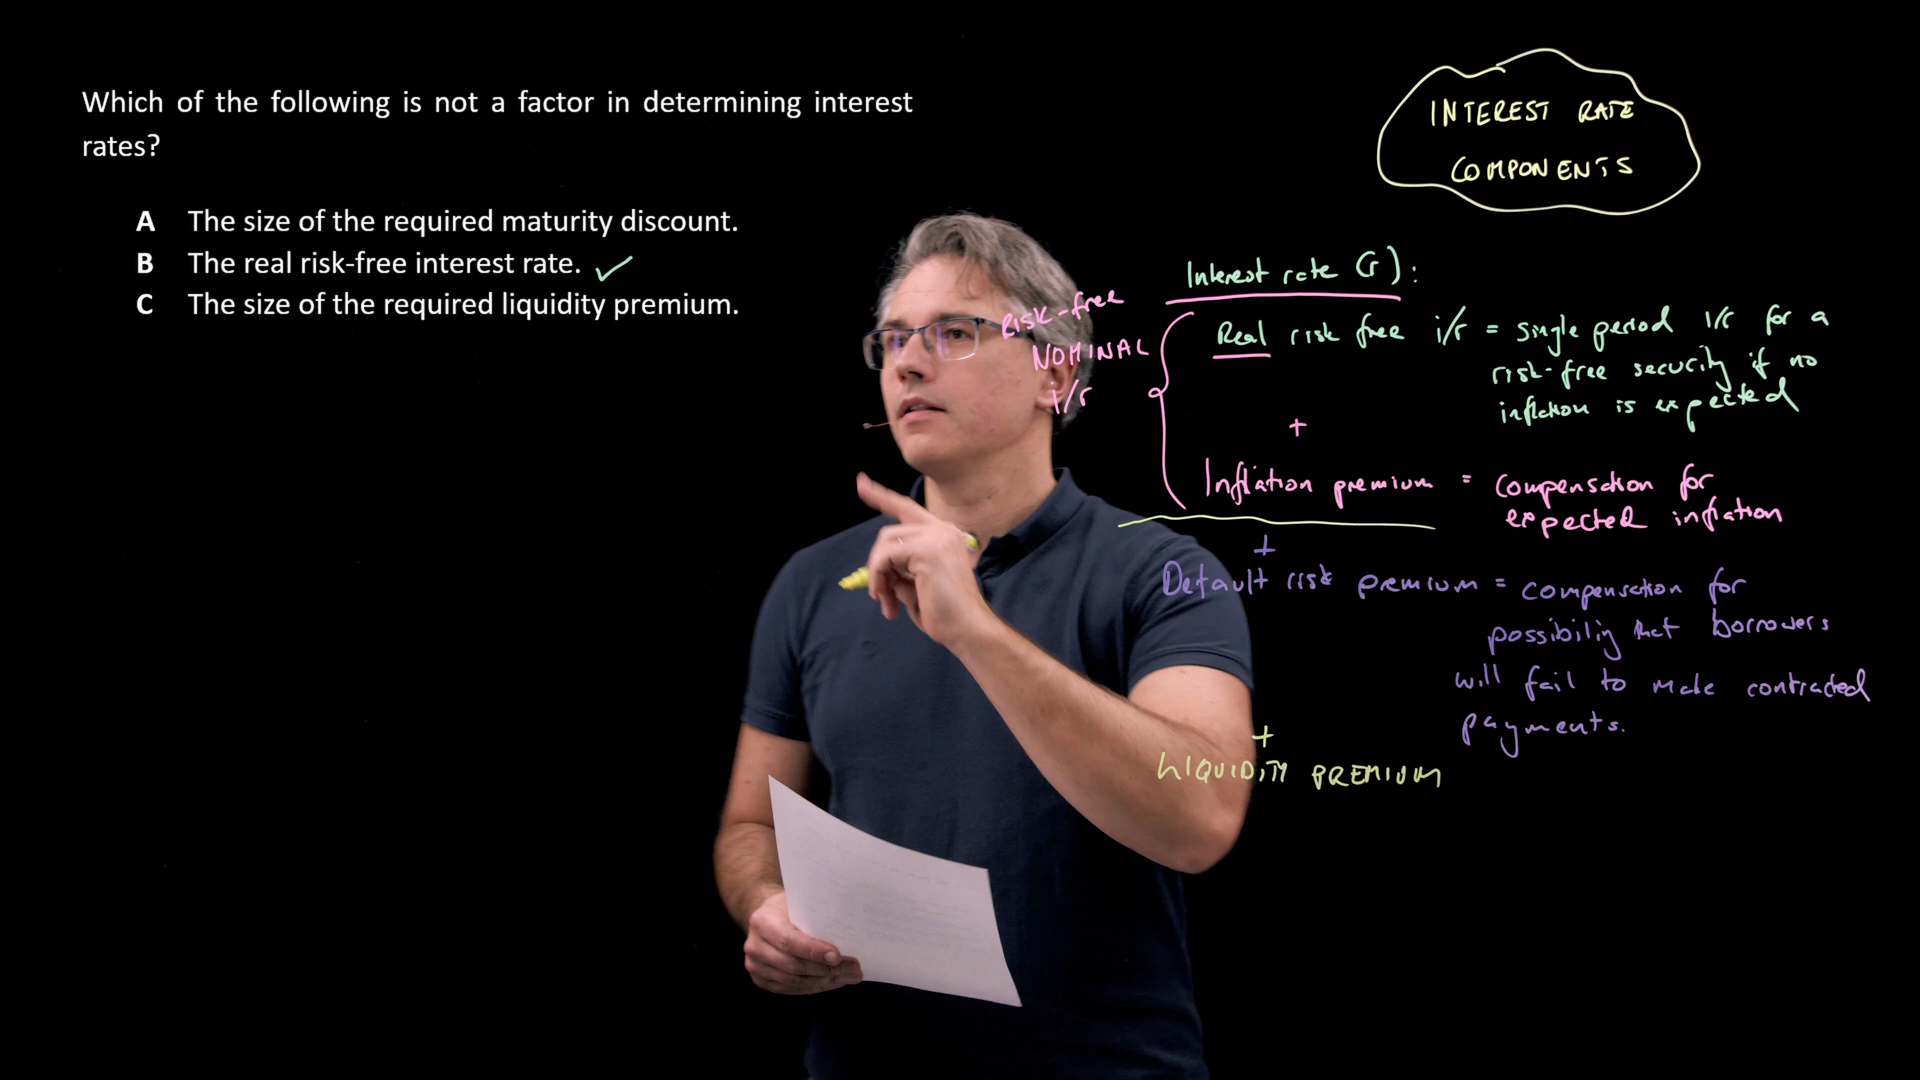 Which of the following is not a factor in determining interest
rates?
A The size of the required maturity discount.
B The real risk-free interest rate. ✓
C The size of the required liquidity premium.
INTEREST RATE
COMPONENTS
Interest rate (r):
Risk-free
NOMINAL
i/r
Real risk free i/r = single period i/r for a
risk-free security if no
inflation is expected
+
Inflation premium = compensation for
expected inflation
+
Default risk premium = compensation for
possibility that borrowers
will fail to make contracted
payments.
+
LIQUIDITY PREMIUM